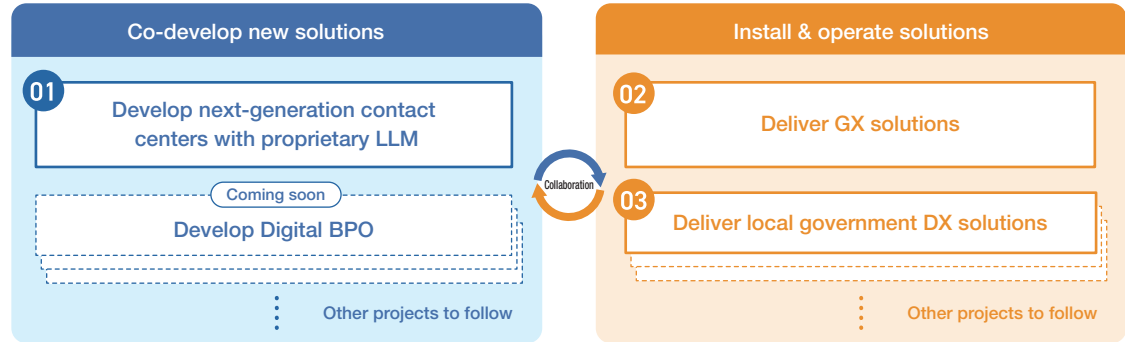 Co-develop new solutions
01
Develop next-generation contact
centers with proprietary LLM
Coming soon
Develop Digital BPO
Other projects to follow
Collaboration
Install & operate solutions
02
Deliver GX solutions
03
Deliver local government DX solutions
Other projects to follow